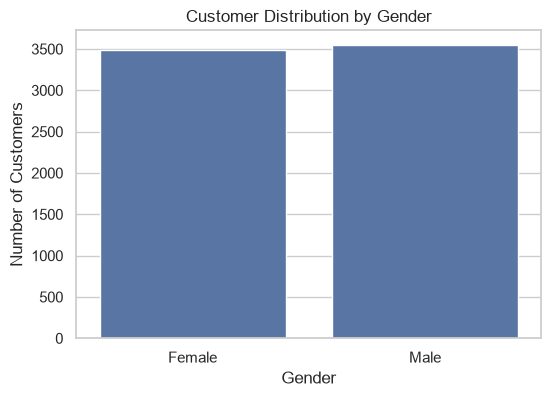 Customer Distribution by Gender
3500
3000
2500
2000
1500
1000
500
0
Number of Customers
Female Male
Gender